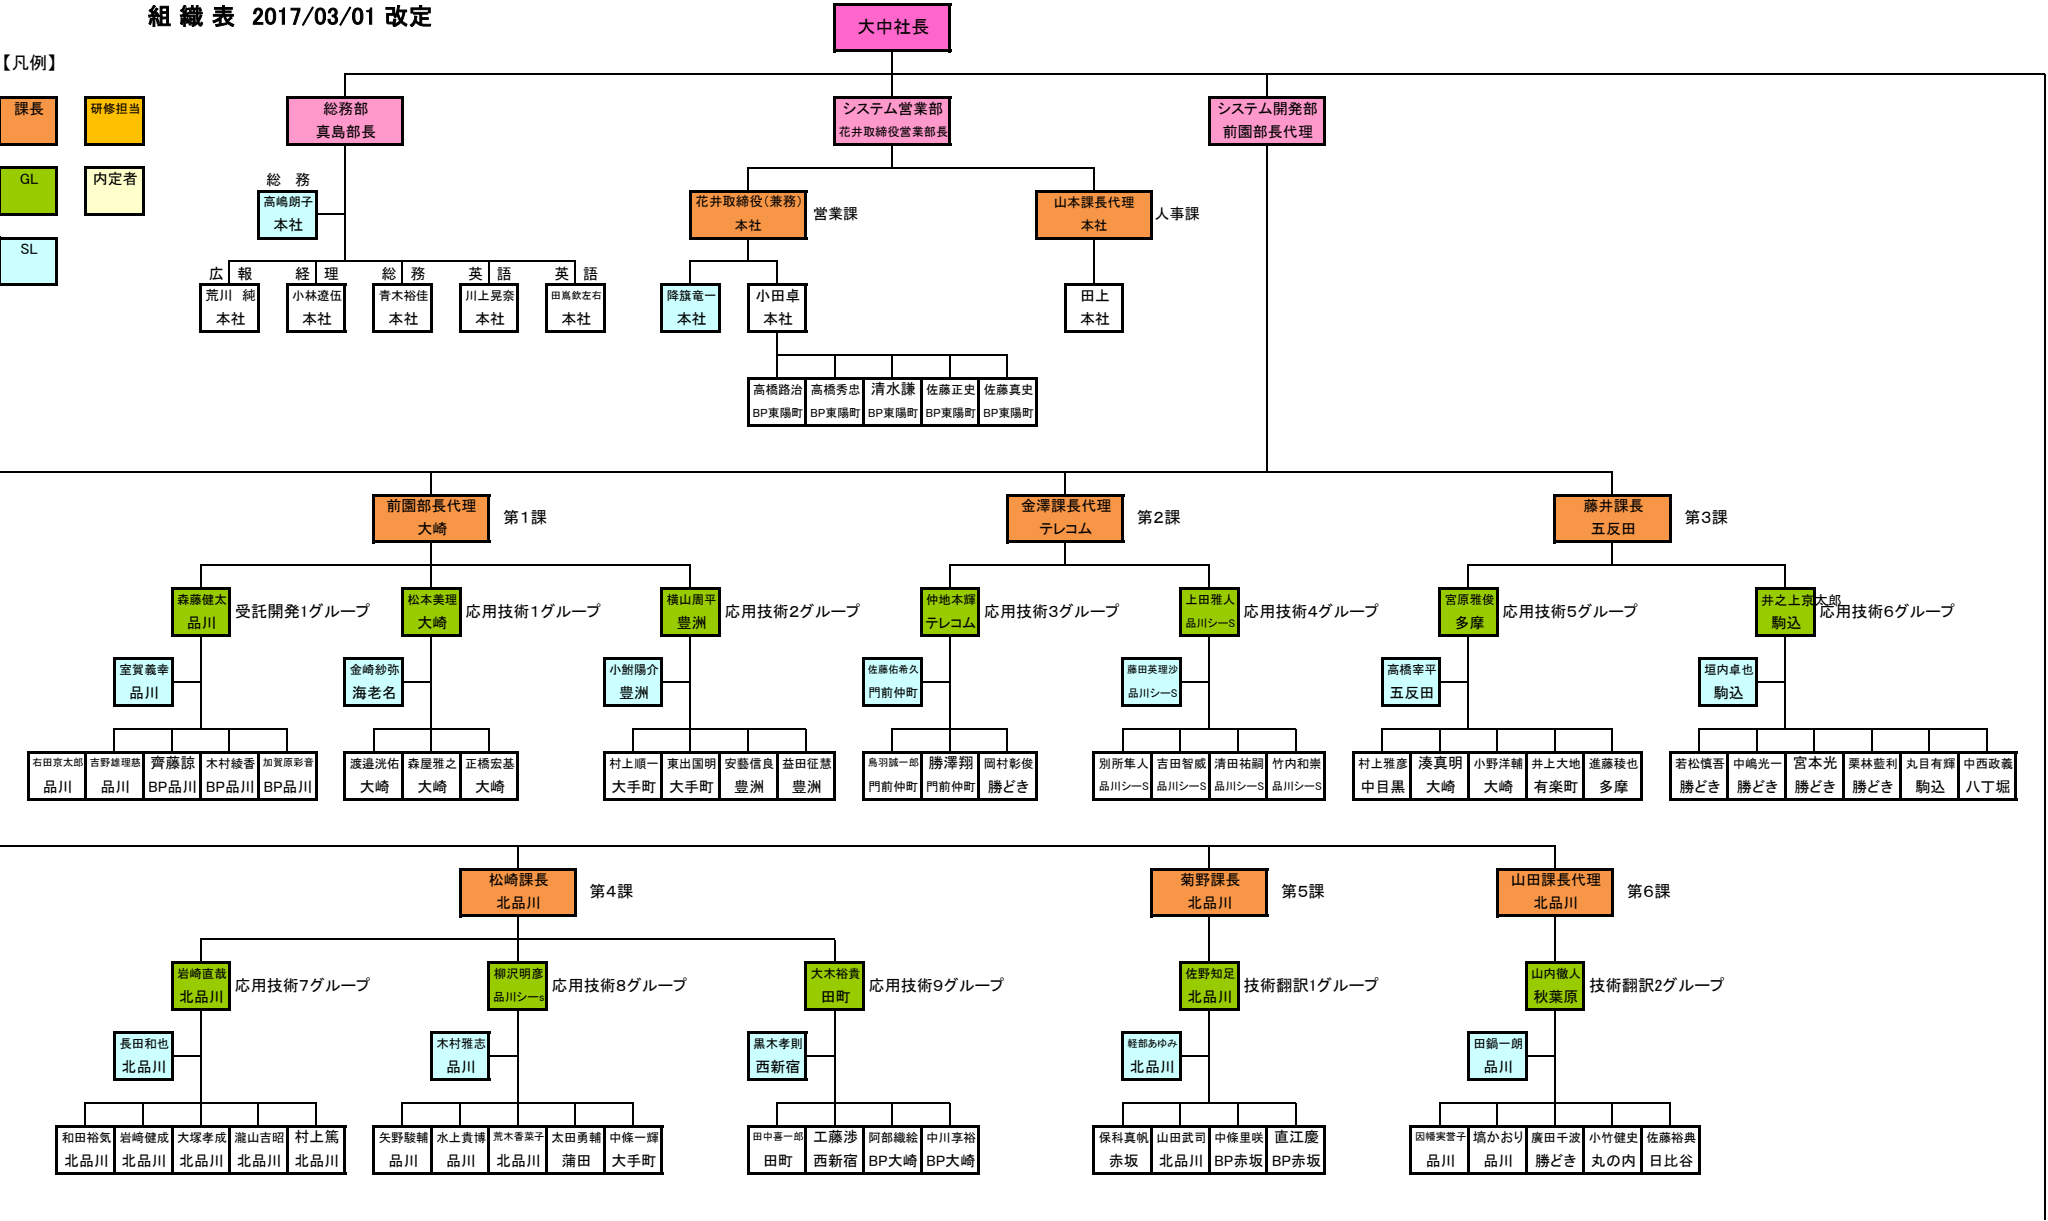 組 織 表 2017/03/01 改定
大中社長
【凡例】
課長 研修担当
GL 内定者
SL
総務部
真島部長
システム営業部
花井取締役営業部長
システム開発部
前園部長代理
総 務
高嶋朗子
本社
花井取締役(兼務)
本社
営業課
山本課長代理
本社
人事課
広 報 経 理 総 務 英 語 英 語
荒川 純 小林遼伍 青木裕佳 川上晃奈 田嶌欽左右
本社 本社 本社 本社 本社
降籏竜一 小田卓 田上
本社 本社 本社
高橋路治 高橋秀忠 清水謙 佐藤正史 佐藤真史
BP東陽町 BP東陽町 BP東陽町 BP東陽町 BP東陽町
前園部長代理
大崎
第1課
金澤課長代理
テレコム
第2課
藤井課長
五反田
第3課
森藤健太
品川
受託開発1グループ
松本美理
大崎
応用技術1グループ
横山周平
豊洲
応用技術2グループ
仲地本輝
テレコム
応用技術3グループ
上田雅人
品川シーS
応用技術4グループ
宮原雅俊
多摩
応用技術5グループ
井之上京太郎
駒込
応用技術6グループ
室賀義幸 金崎紗弥 小鮒陽介 佐藤佑希久 藤田英理沙 高橋宰平 垣内卓也
品川 海老名 豊洲 門前仲町 品川シーS 五反田 駒込
右田京太郎 吉野雄理慈 齊藤諒 木村綾香 加賀原彩音
品川 品川 BP品川 BP品川 BP品川
渡邉洸佑 森屋雅之 正橋宏基
大崎 大崎 大崎
村上順一 東出国明 安藝信良 益田征慧
大手町 大手町 豊洲 豊洲
鳥羽誠一郎 勝澤翔 岡村彰俊
門前仲町 門前仲町 勝どき
別所隼人 吉田智威 清田祐嗣 竹内和崇
品川シーS 品川シーS 品川シーS 品川シーS
村上雅彦 湊真明 小野洋輔 井上大地 進藤稜也
中目黒 大崎 大崎 有楽町 多摩
若松慎吾 中嶋光一 宮本光 栗林藍利 丸目有輝 中西政義
勝どき 勝どき 勝どき 勝どき 駒込 八丁堀
松崎課長
北品川
第4課
菊野課長
北品川
第5課
山田課長代理
北品川
第6課
岩崎直哉
北品川
応用技術7グループ
柳沢明彦
品川シーs
応用技術8グループ
大木裕貴
田町
応用技術9グループ
佐野知足
北品川
技術翻訳1グループ
山内徹人
秋葉原
技術翻訳2グループ
長田和也 木村雅志 黒木孝則 軽部あゆみ 田鍋一朗
北品川 品川 西新宿 北品川 品川
和田裕気 岩﨑健成 大塚孝成 瀧山吉昭 村上篤
北品川 北品川 北品川 北品川 北品川
矢野駿輔 水上貴博 荒木香菜子 太田勇輔 中條一輝
品川 品川 北品川 蒲田 大手町
田中喜一郎 工藤渉 阿部織絵 中川享裕
田町 西新宿 BP大崎 BP大崎
保科真帆 山田武司 中條里咲 直江慶
赤坂 北品川 BP赤坂 BP赤坂
因幡実誉子 塙かおり 廣田千波 小竹健史 佐藤裕典
品川 品川 勝どき 丸の内 日比谷